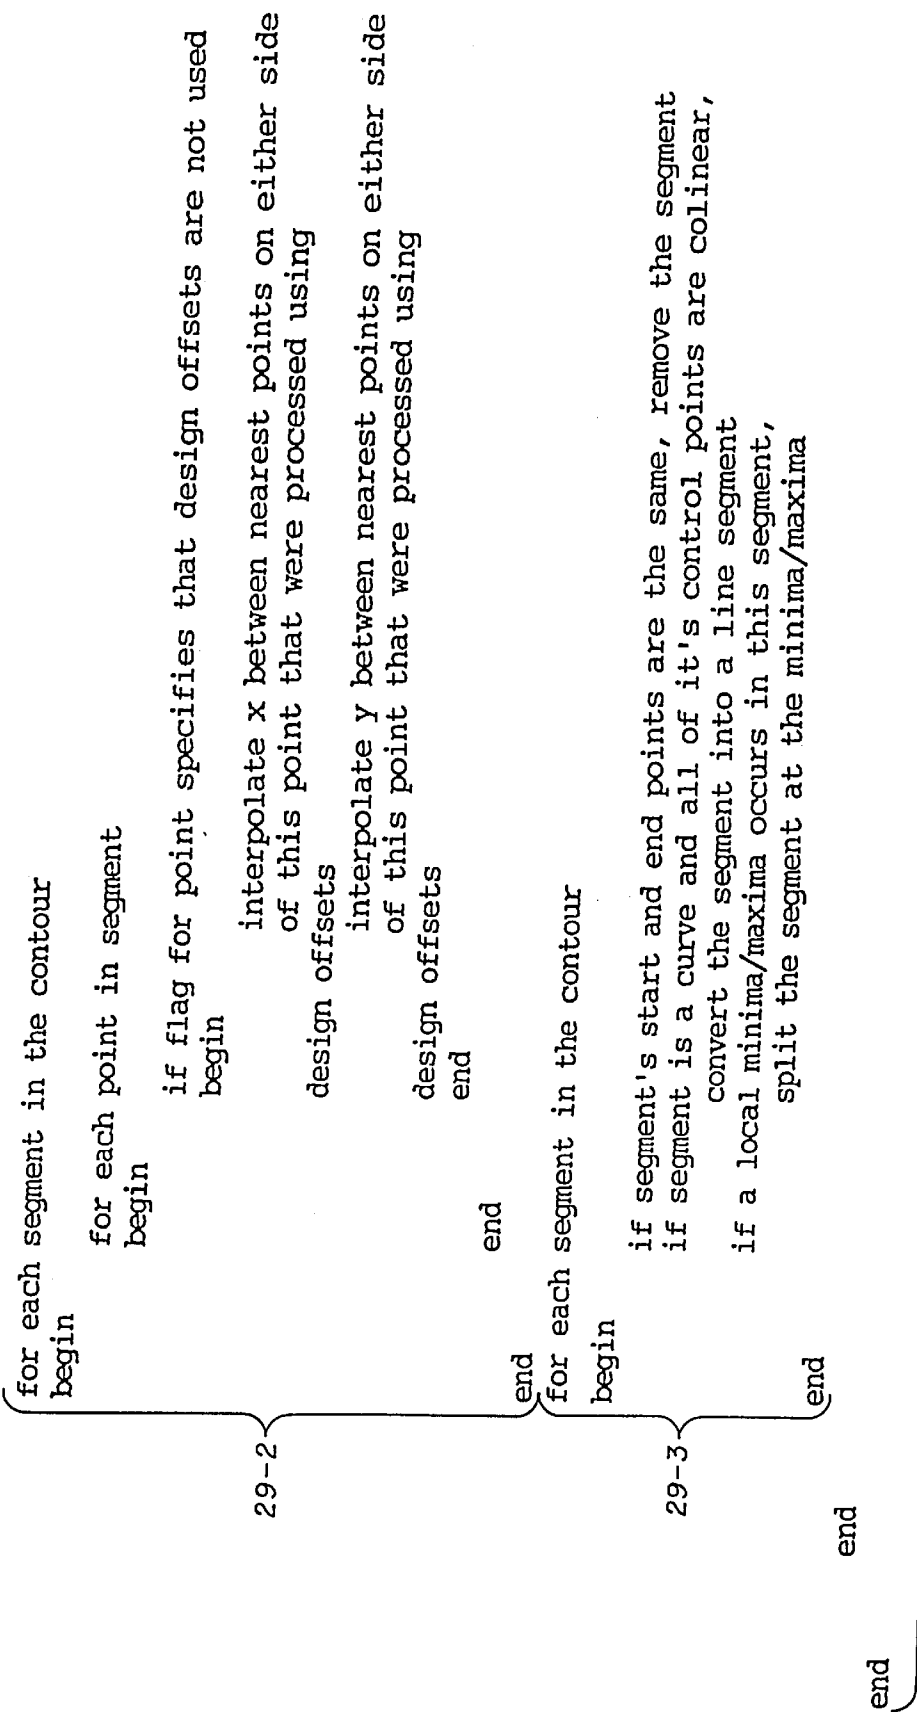 for each segment in the contour
begin
for each point in segment
begin
if flag for point specifies that design offsets are not used
begin
interpolate x between nearest points on either side
of this point that were processed using
design offsets
interpolate y between nearest points on either side
of this point that were processed using
design offsets
end
end
end
29-2
for each segment in the contour
begin
if segment's start and end points are the same, remove the segment
if segment is a curve and all of it's control points are colinear,
convert the segment into a line segment
if a local minima/maxima occurs in this segment,
split the segment at the minima/maxima
end
29-3
end
end